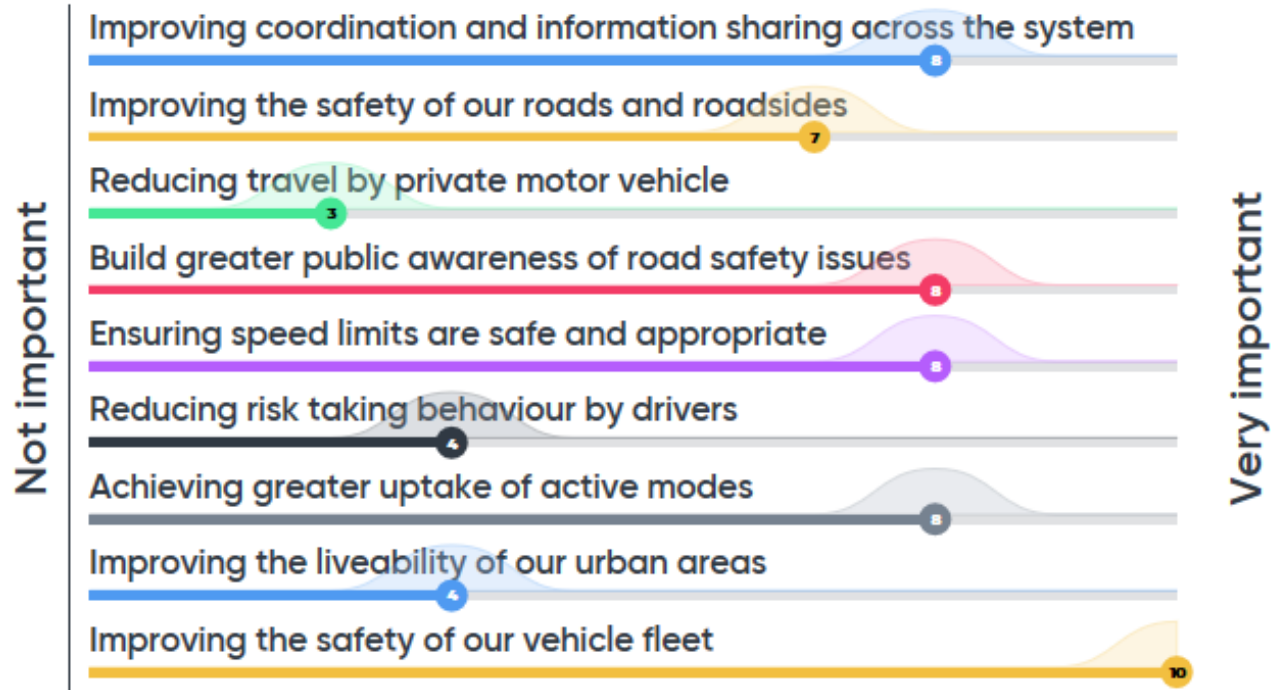 Improving coordination and information sharing across the system
8
Improving the safety of our roads and roadsides
7
Reducing travel by private motor vehicle
3
Build greater public awareness of road safety issues
8
Ensuring speed limits are safe and appropriate
8
Reducing risk taking behaviour by drivers
4
Achieving greater uptake of active modes
8
Improving the liveability of our urban areas
4
Improving the safety of our vehicle fleet
10
Not important
Very important